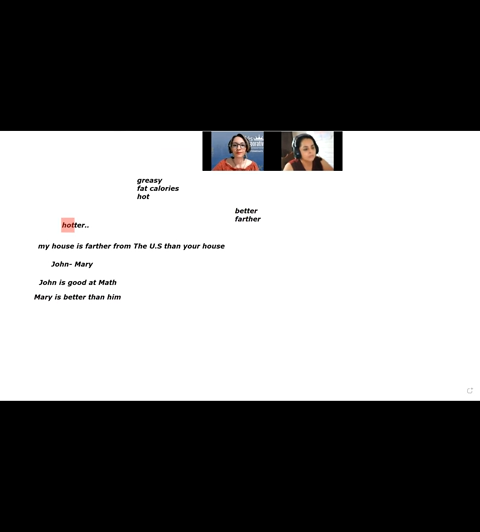 greasy
fat calories
hot
better
farther
hotter..
my house is farther from The U.S than your house
John- Mary
John is good at Math
Mary is better than him